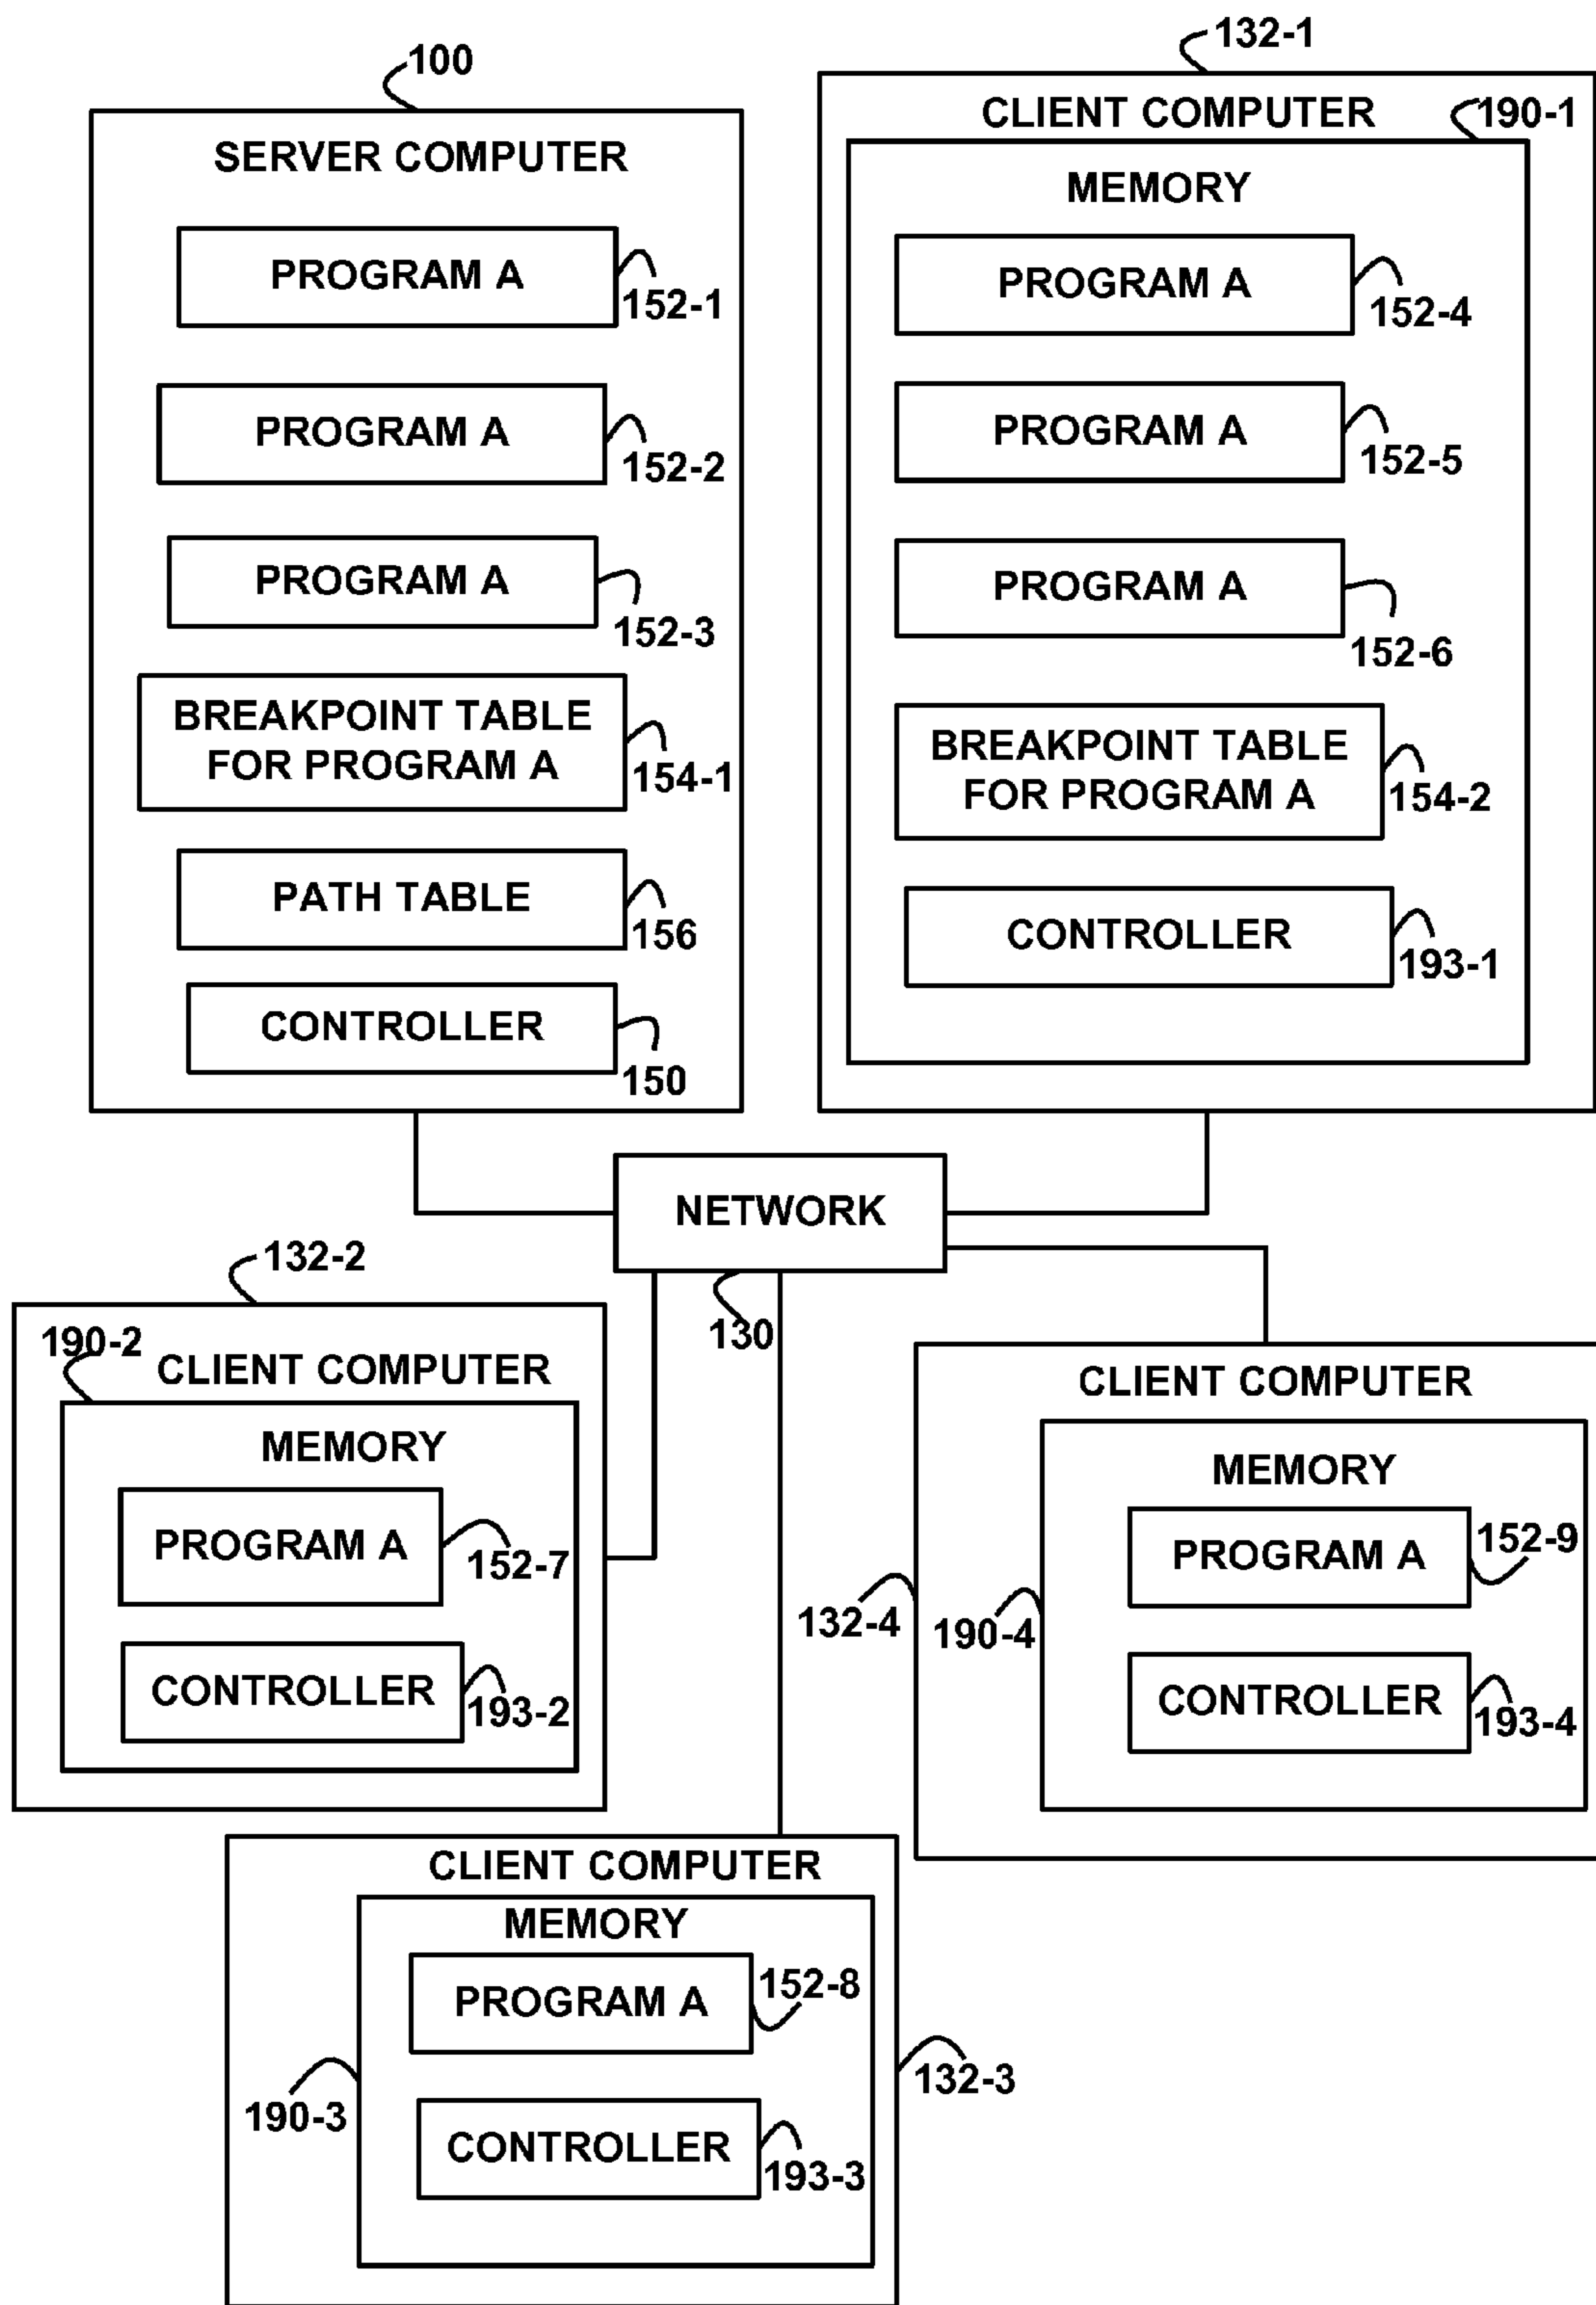 100
SERVER COMPUTER
PROGRAM A
152-1
PROGRAM A
152-2
PROGRAM A
152-3
BREAKPOINT TABLE
FOR PROGRAM A
154-1
PATH TABLE
156
CONTROLLER
150
132-1
CLIENT COMPUTER
190-1
MEMORY
PROGRAM A
152-4
PROGRAM A
152-5
PROGRAM A
152-6
BREAKPOINT TABLE
FOR PROGRAM A
154-2
CONTROLLER
193-1
NETWORK
130
132-2
190-2
CLIENT COMPUTER
MEMORY
PROGRAM A
152-7
CONTROLLER
193-2
CLIENT COMPUTER
MEMORY
PROGRAM A
152-9
132-4
190-4
CONTROLLER
193-4
CLIENT COMPUTER
MEMORY
PROGRAM A
152-8
132-3
190-3
CONTROLLER
193-3